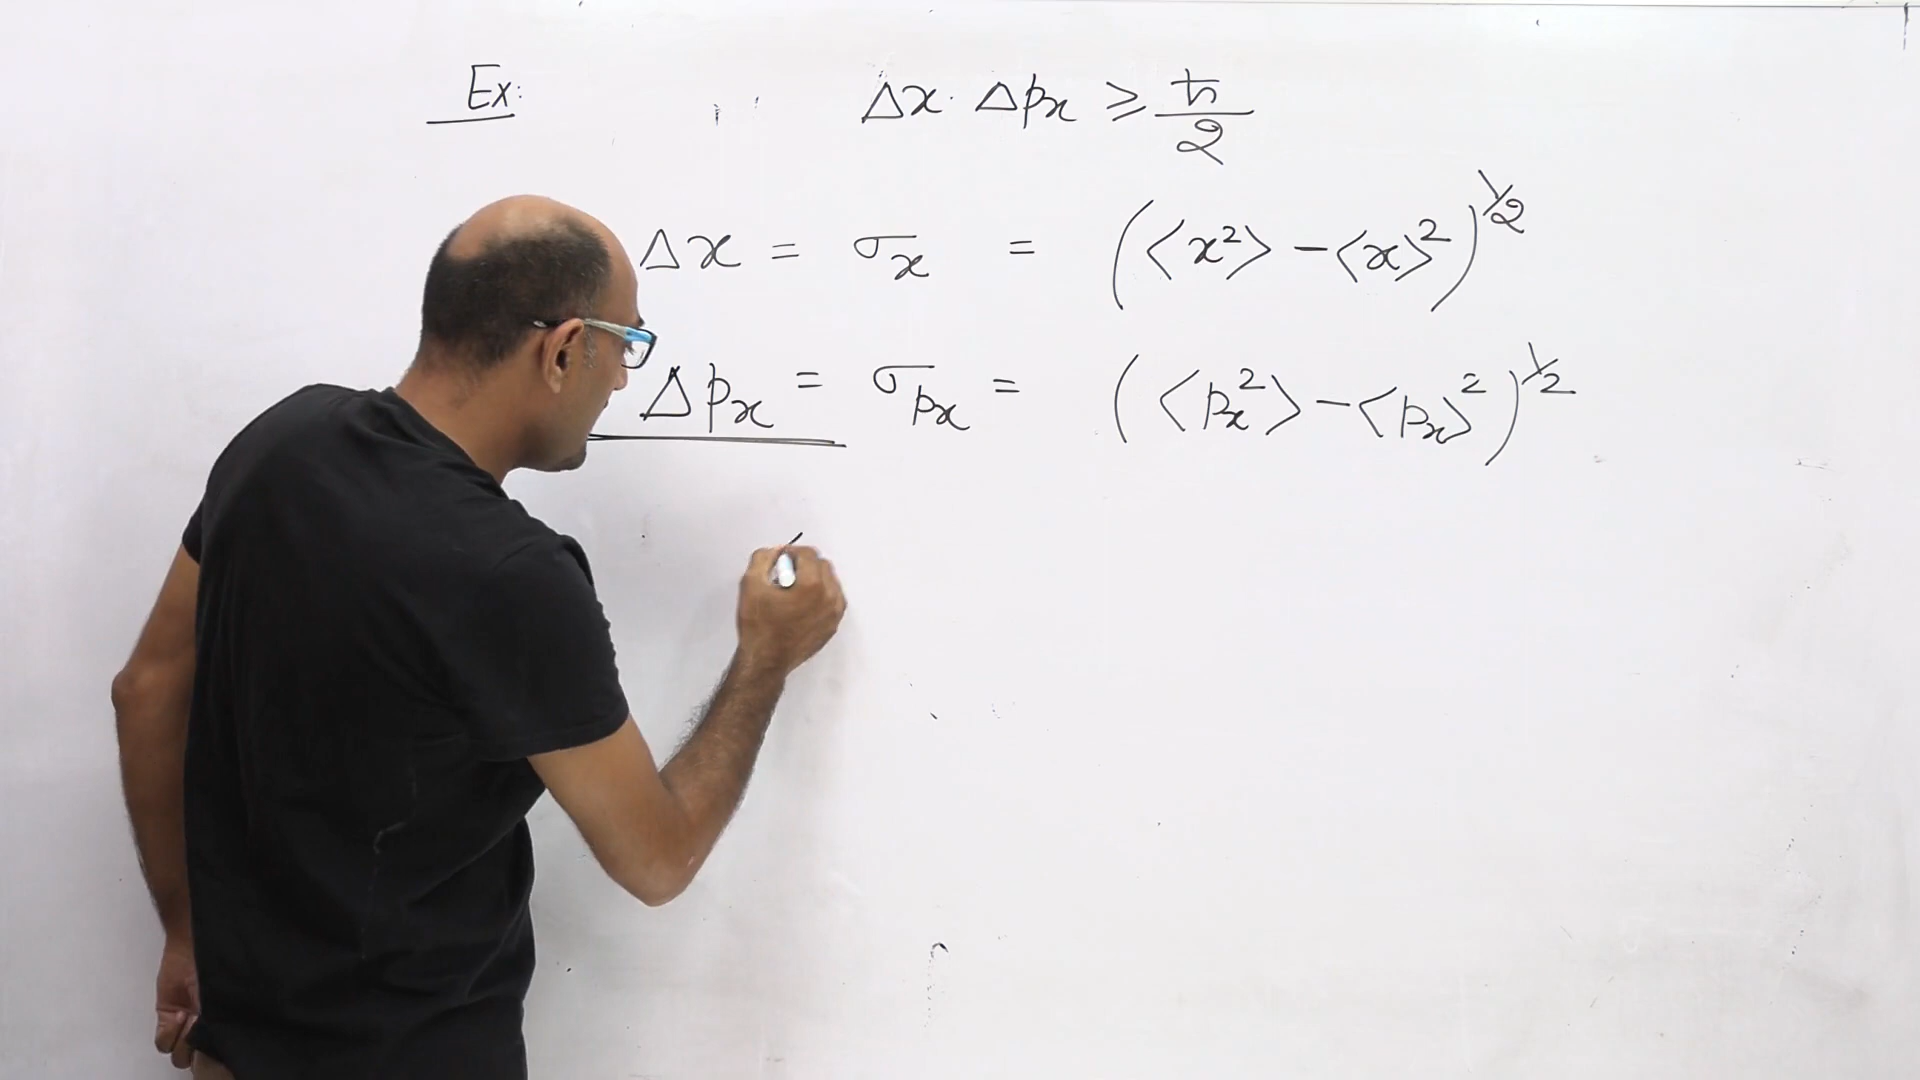 Ex:
Δx · Δpx ≥ ħ/2
Δx = σx = (⟨x²⟩ − ⟨x⟩²)^1/2
Δpx = σpx = (⟨px²⟩ − ⟨px⟩²)^1/2